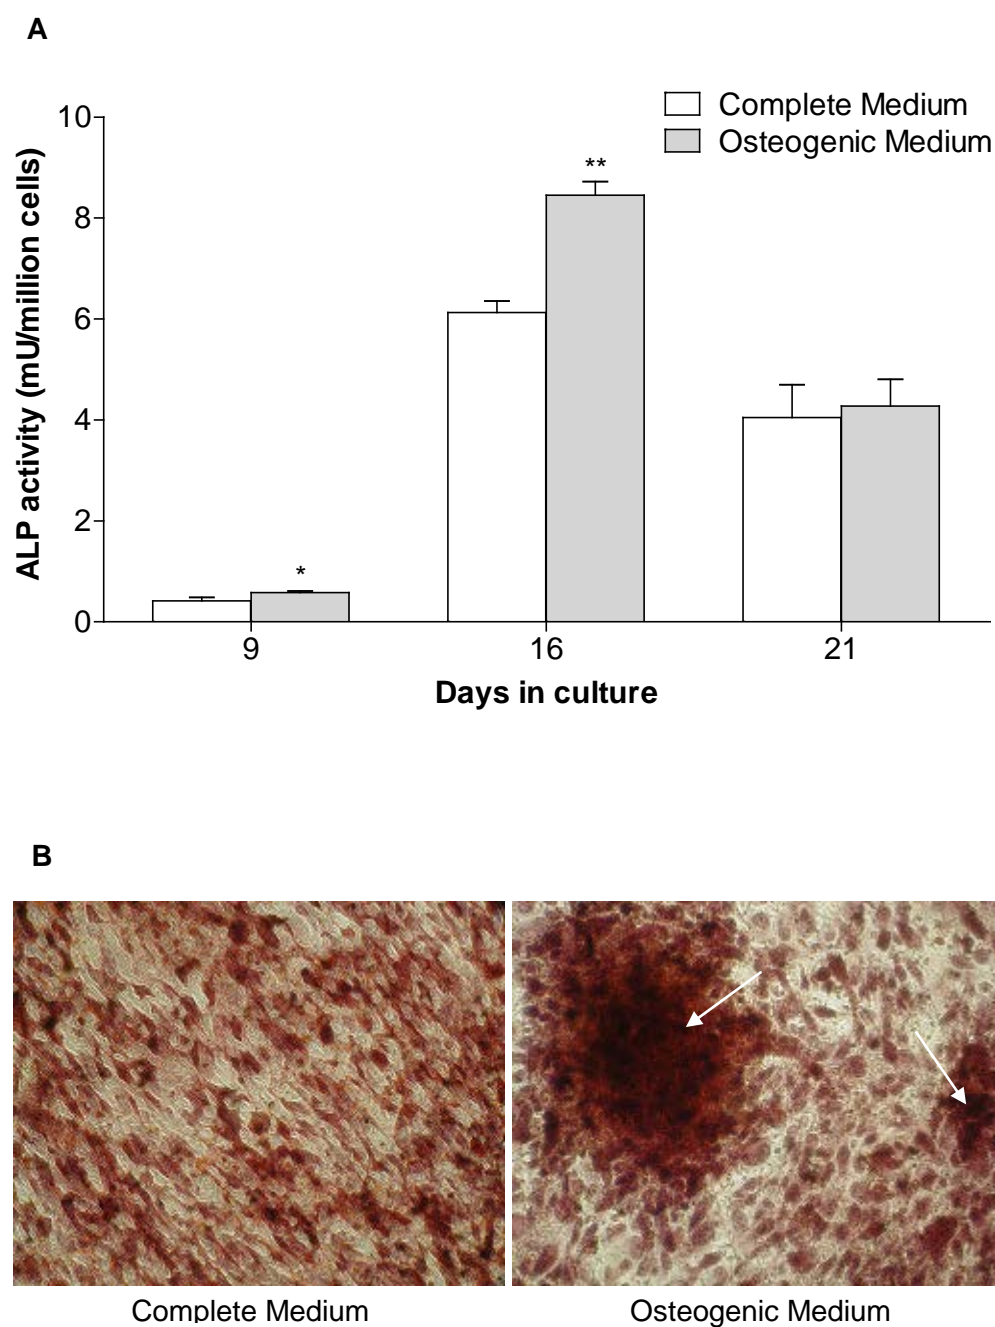 A
Complete Medium
Osteogenic Medium
ALP activity (mU/million cells)
10
8
6
4
2
0
**
*
9 16 21
Days in culture
B
Complete Medium Osteogenic Medium